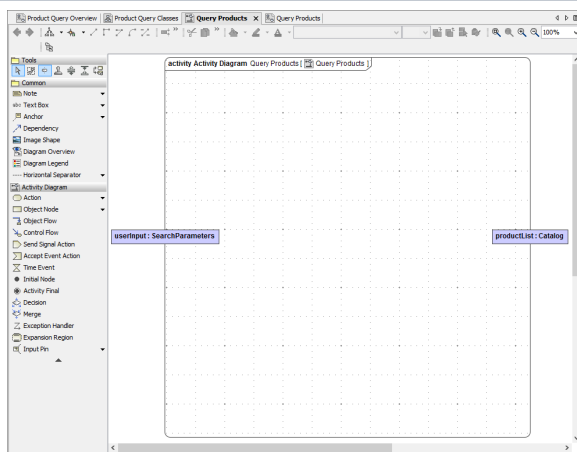 Product Query Overview
Product Query Classes
Query Products
Query Products
100%
Tools
Common
Note
abc Text Box
Anchor
Dependency
Image Shape
Diagram Overview
Diagram Legend
Horizontal Separator
Activity Diagram
Action
Object Node
Object Flow
Control Flow
Send Signal Action
Accept Event Action
Time Event
Initial Node
Activity Final
Decision
Merge
Exception Handler
Expansion Region
Input Pin
activity Activity Diagram Query Products [ Query Products ]
userInput : SearchParameters
productList : Catalog